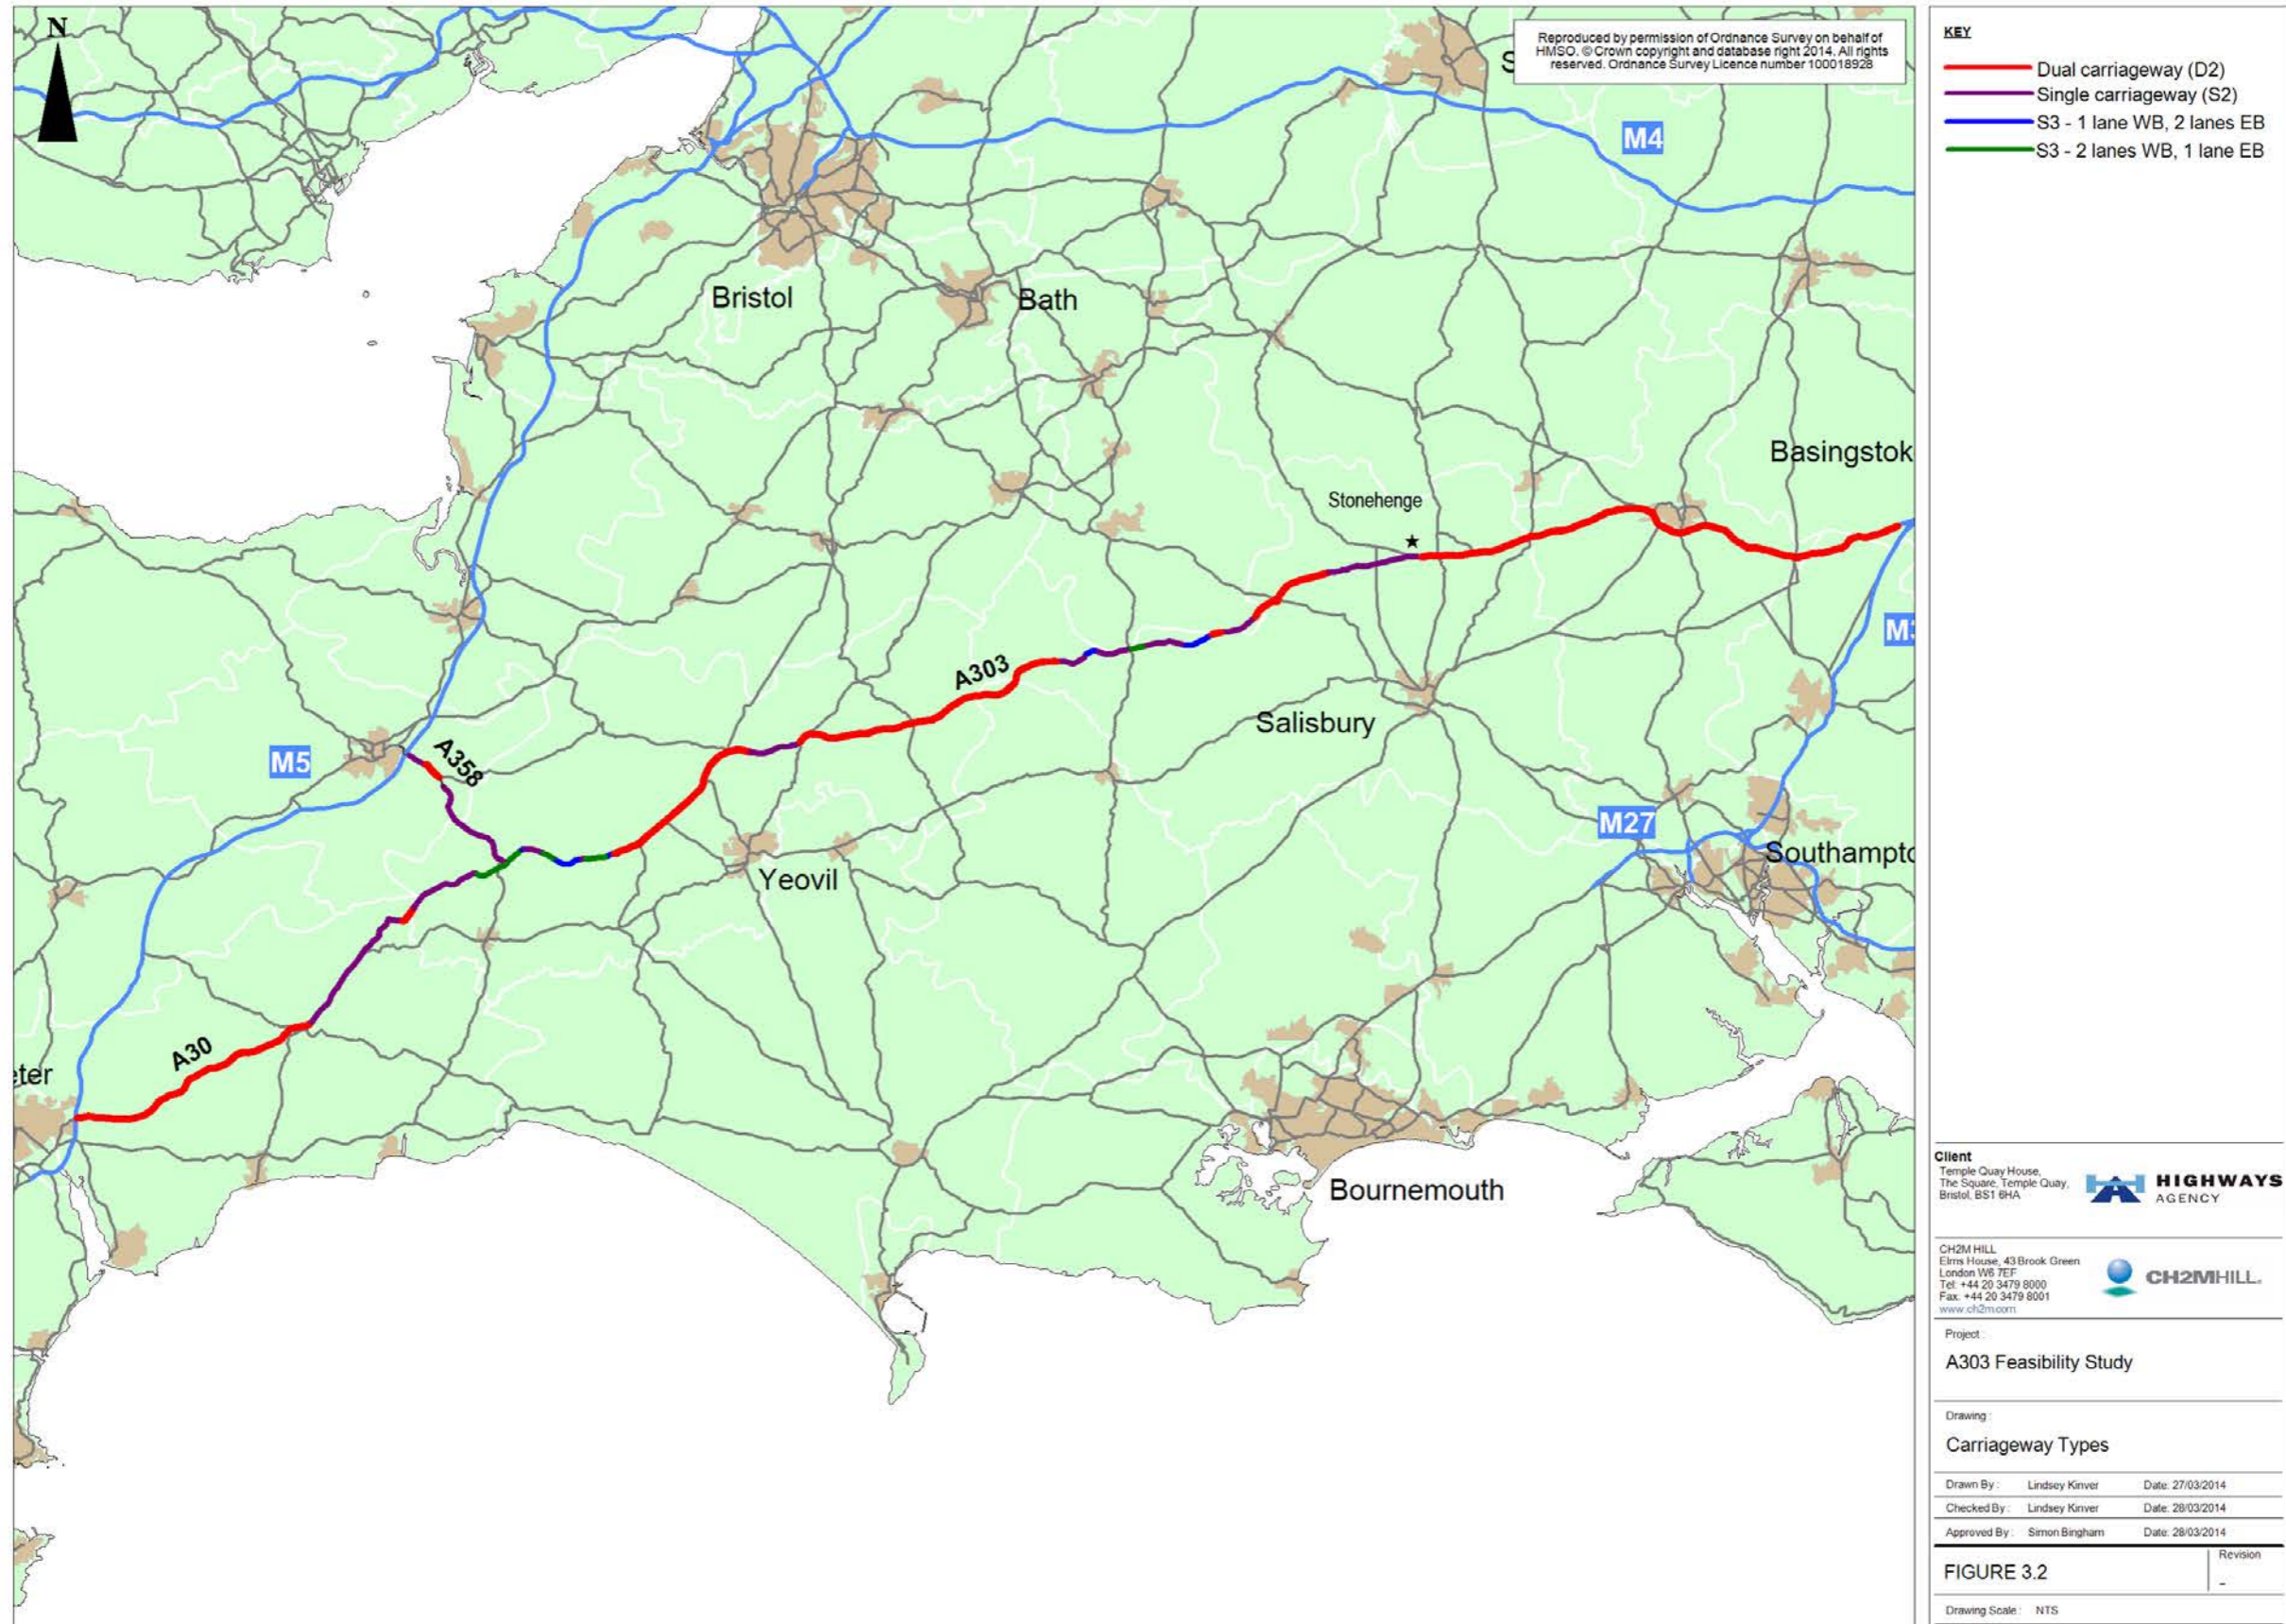 N
Reproduced by permission of Ordnance Survey on behalf of
HMSO. © Crown copyright and database right 2014. All rights
reserved. Ordnance Survey Licence number 100018928
S
M4
Bristol
Bath
Basingstok
Stonehenge
M3
A303
Salisbury
M5
A358
M27
Southampto
Yeovil
A30
eter
Bournemouth
KEY
Dual carriageway (D2)
Single carriageway (S2)
S3 - 1 lane WB, 2 lanes EB
S3 - 2 lanes WB, 1 lane EB
Client
Temple Quay House,
The Square, Temple Quay,
Bristol, BS1 6HA
HIGHWAYS
AGENCY
CH2M HILL
Elms House, 43 Brook Green
London W6 7EF
Tel: +44 20 3479 8000
Fax: +44 20 3479 8001
www.ch2m.com
CH2MHILL.
Project :
A303 Feasibility Study
Drawing :
Carriageway Types
Drawn By : Lindsey Kinver Date: 27/03/2014
Checked By : Lindsey Kinver Date: 28/03/2014
Approved By : Simon Bingham Date: 28/03/2014
FIGURE 3.2
Revision
-
Drawing Scale : NTS